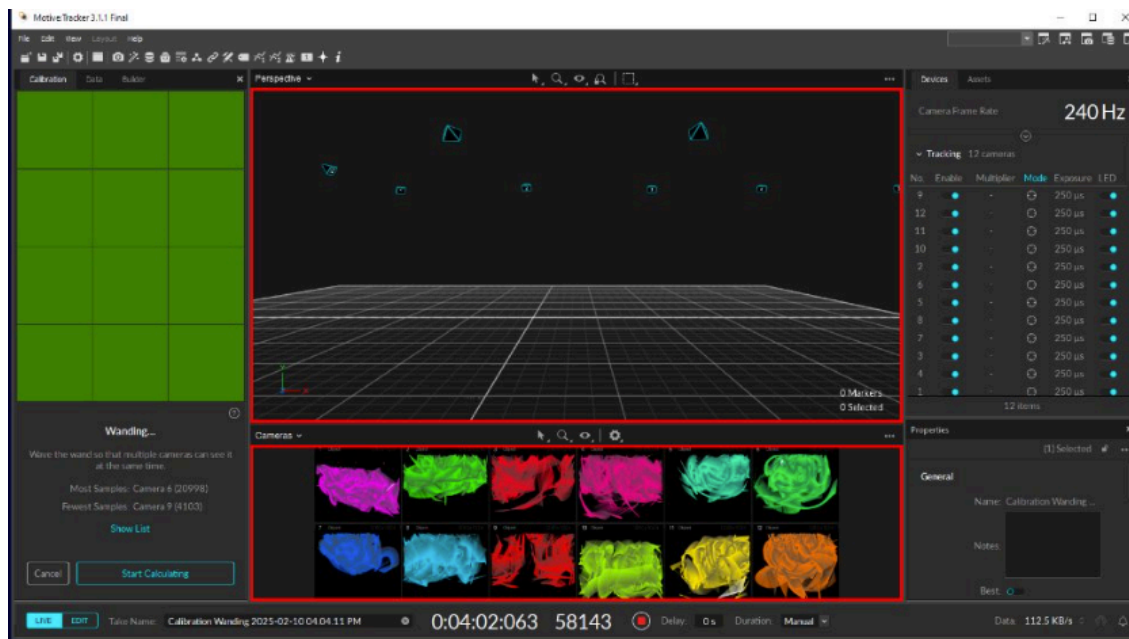 Motive:Tracker 3.1.1 Final
File Edit View Layout Help
Calibration Data Builder
Perspective
Devices Assets
Camera Frame Rate 240 Hz
Tracking 12 cameras
No. Enable Multiplier Mode Exposure LED
9 - 250 µs
12 - 250 µs
11 - 250 µs
10 - 250 µs
2 - 250 µs
6 - 250 µs
5 - 250 µs
8 - 250 µs
7 - 250 µs
3 - 250 µs
4 - 250 µs
1 - 250 µs
12 items
0 Markers
0 Selected
Cameras
Wanding...
Wave the wand so that multiple cameras can see it
at the same time.
Most Samples: Camera 6 (20998)
Fewest Samples: Camera 9 (4103)
Show List
Cancel Start Calculating
Properties
(1) Selected
General
Name: Calibration Wanding ...
Notes:
Best:
LIVE EDIT Take Name: Calibration Wanding 2025-02-10 04.04.11 PM 0:04:02:063 58143 Delay: 0 s Duration: Manual Data: 112.5 KB/s